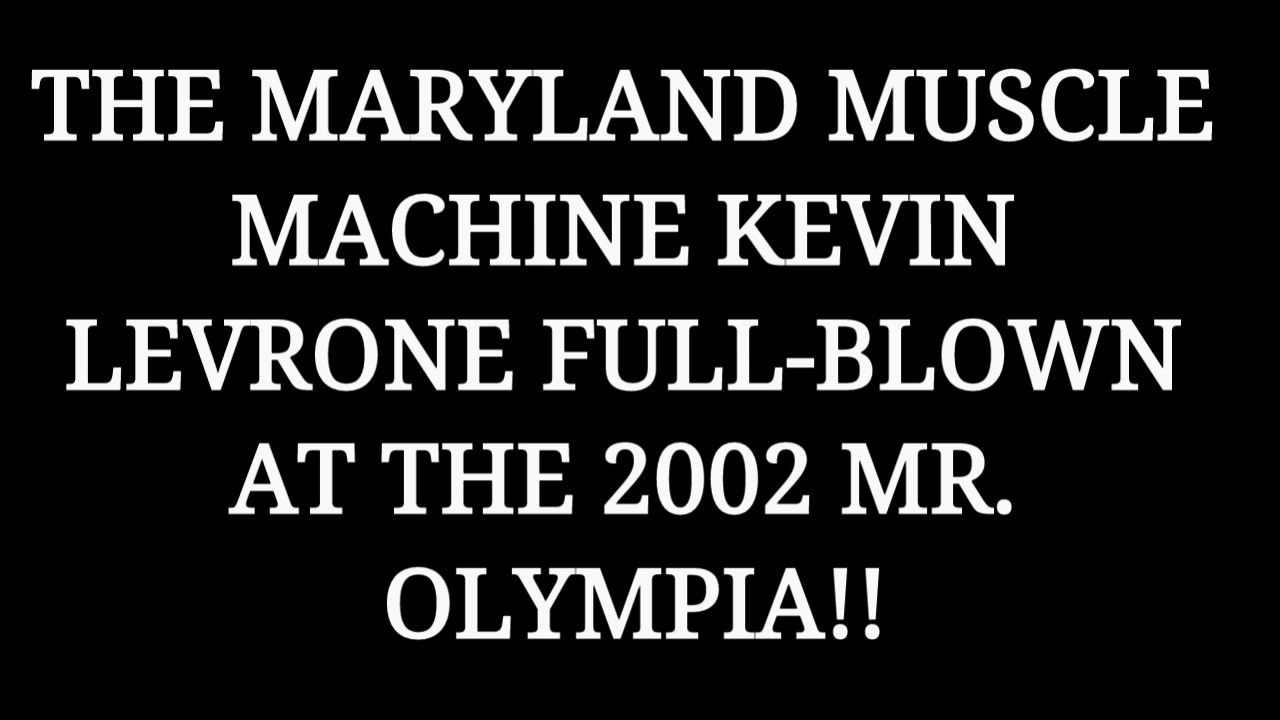 THE MARYLAND MUSCLE
MACHINE KEVIN
LEVRONE FULL-BLOWN
AT THE 2002 MR.
OLYMPIA!!